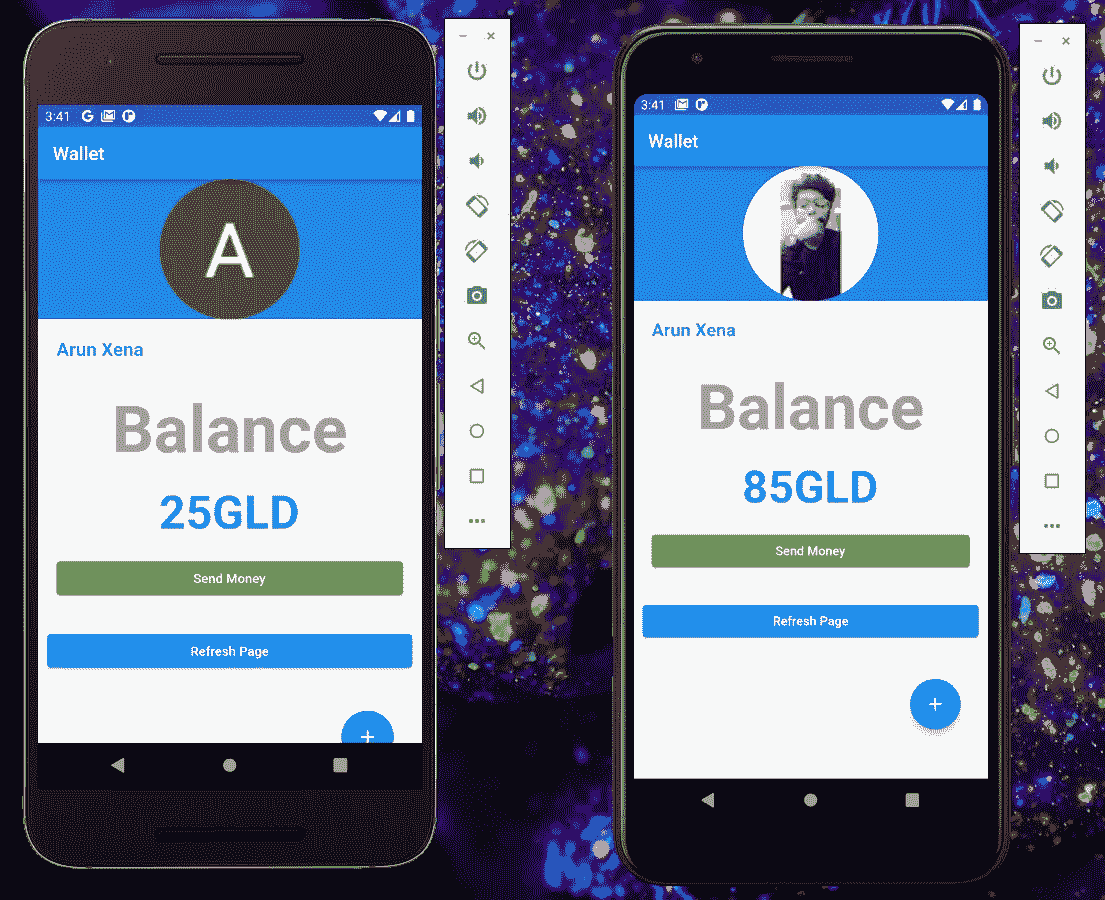 3:41
Wallet
A
Arun Xena
Balance
25GLD
Send Money
Refresh Page
3:41
Wallet
Arun Xena
Balance
85GLD
Send Money
Refresh Page